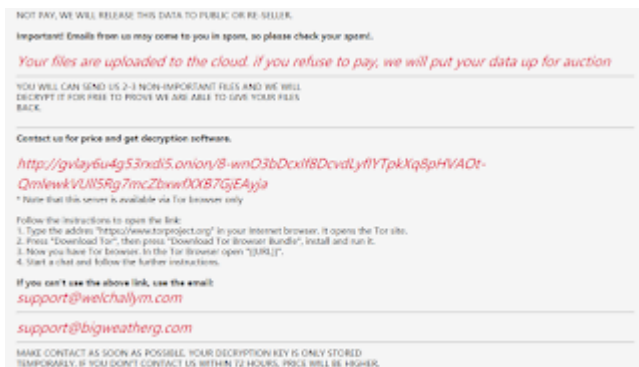 NOT PAY, WE WILL RELEASE THIS DATA TO PUBLIC OR RE-SELLER.
Important! Emails from us may come to you in spam, so please check your spam!.
Your files are uploaded to the cloud. if you refuse to pay, we will put your data up for auction
YOU WILL CAN SEND US 2-3 NON-IMPORTANT FILES AND WE WILL
DECRYPT IT FOR FREE TO PROVE WE ARE ABLE TO GIVE YOUR FILES
BACK.
Contact us for price and get decryption software.
* Note that this server is available via Tor browser only
Follow the instructions to open the link:
1. Type the addres "https://www.torproject.org" in your Internet browser. It opens the Tor site.
2. Press "Download Tor", then press "Download Tor Browser Bundle", install and run it.
3. Now you have Tor browser. In the Tor Browser open "{{URL}}".
4. Start a chat and follow the further instructions.
If you can't use the above link, use the email:
support@welchallym.com
support@bigweatherg.com
MAKE CONTACT AS SOON AS POSSIBLE. YOUR DECRYPTION KEY IS ONLY STORED
TEMPORARLY. IF YOU DON'T CONTACT US WITHIN 72 HOURS, PRICE WILL BE HIGHER.